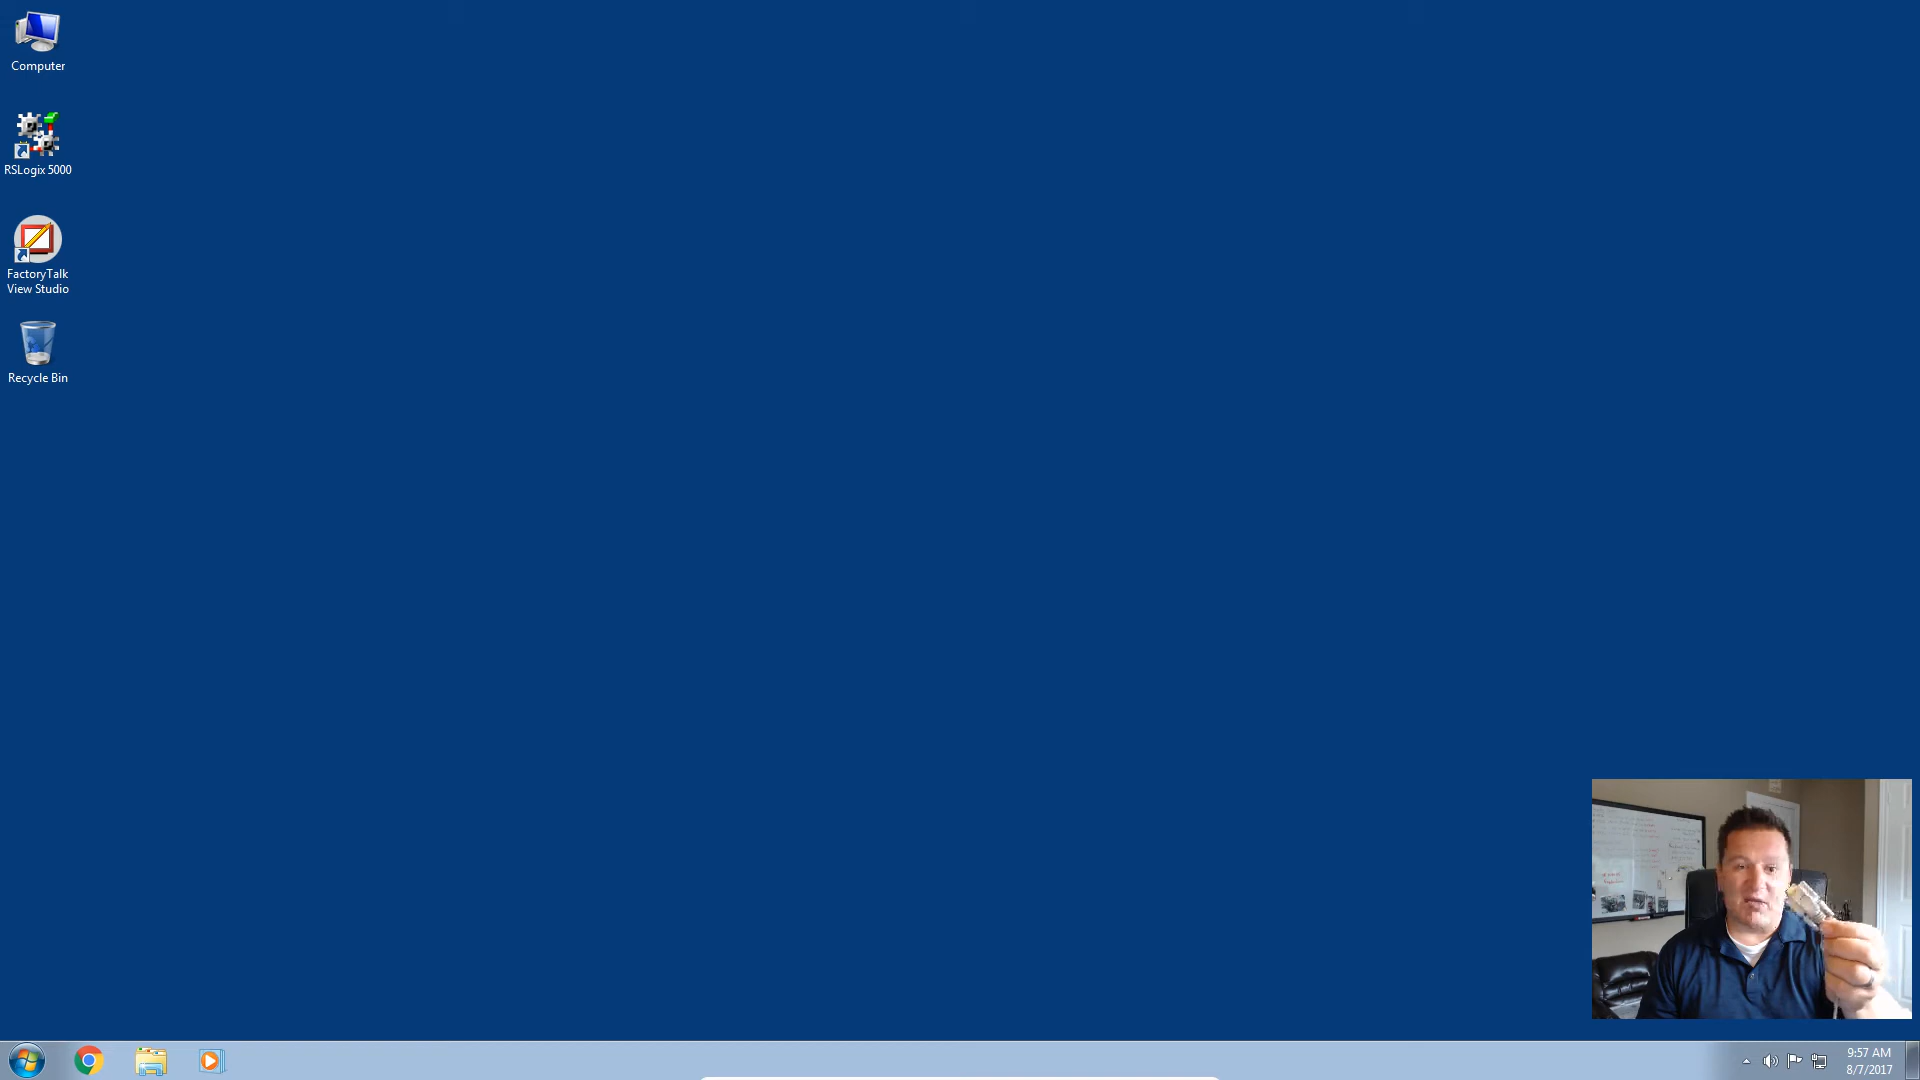 Computer
RSLogix 5000
FactoryTalk
View Studio
Recycle Bin
9:57 AM
8/7/2017